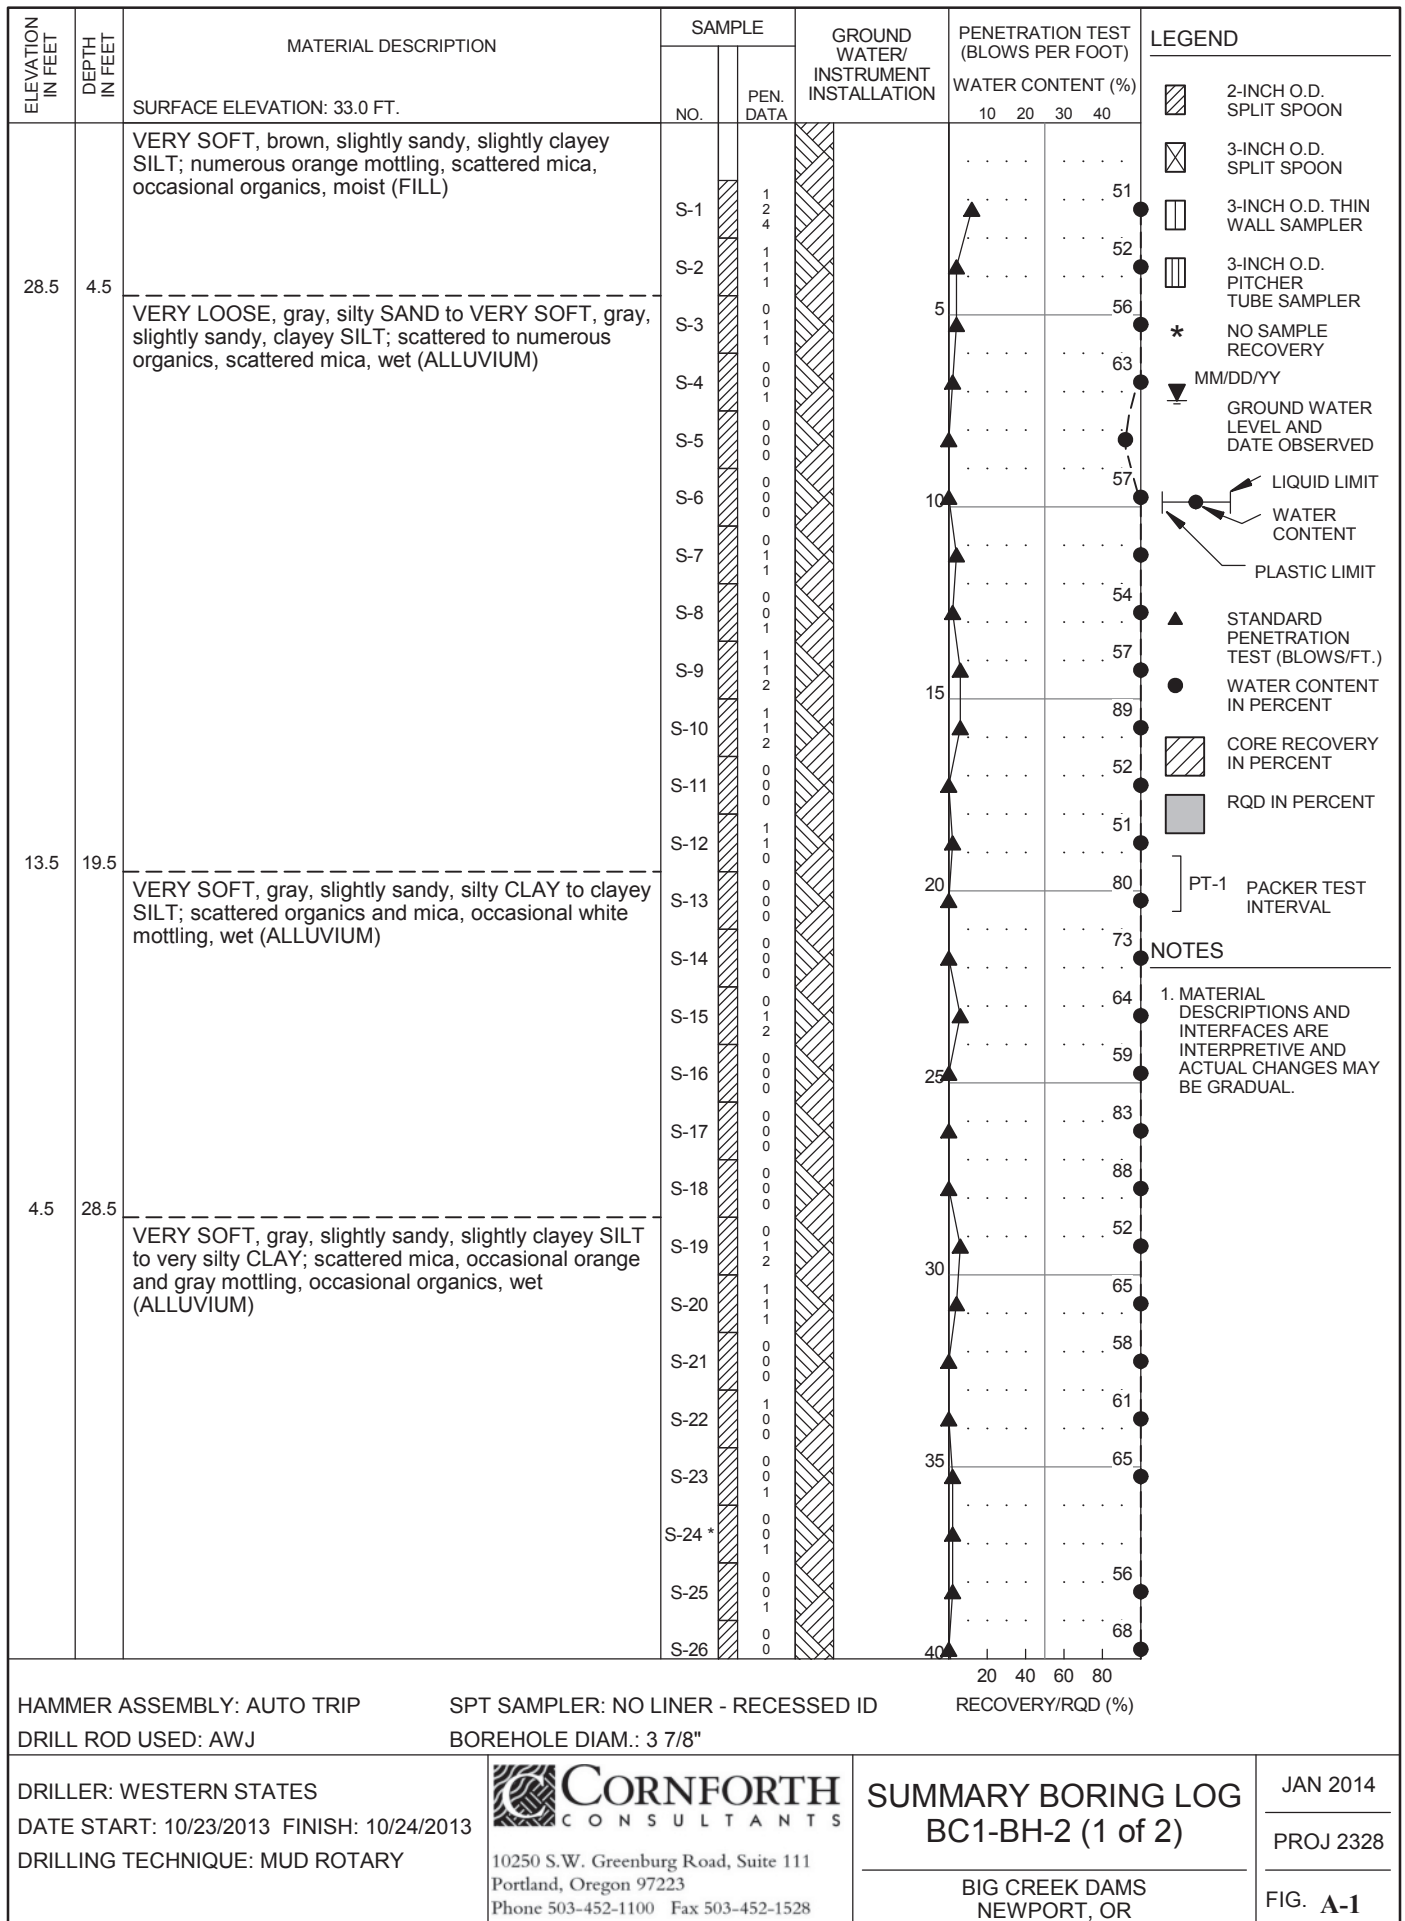 ELEVATION IN FEET
DEPTH IN FEET
MATERIAL DESCRIPTION
SURFACE ELEVATION: 33.0 FT.
SAMPLE
NO.
PEN. DATA
GROUND WATER/ INSTRUMENT INSTALLATION
PENETRATION TEST
(BLOWS PER FOOT)
WATER CONTENT (%)
10 20 30 40
VERY SOFT, brown, slightly sandy, slightly clayey
SILT; numerous orange mottling, scattered mica,
occasional organics, moist (FILL)
S-1 1 2 4 51
S-2 1 1 1 52
28.5 4.5
VERY LOOSE, gray, silty SAND to VERY SOFT, gray,
slightly sandy, clayey SILT; scattered to numerous
organics, scattered mica, wet (ALLUVIUM)
5
S-3 0 1 1 56
S-4 0 0 1 63
S-5 0 0 0
S-6 0 0 0 57
10
S-7 0 1 1
S-8 0 0 1 54
S-9 1 1 2 57
15
S-10 1 1 2 89
S-11 0 0 0 52
S-12 1 1 0 51
13.5 19.5
VERY SOFT, gray, slightly sandy, silty CLAY to clayey
SILT; scattered organics and mica, occasional white
mottling, wet (ALLUVIUM)
20
S-13 0 0 0 80
S-14 0 0 0 73
S-15 0 1 2 64
S-16 0 0 0 59
25
S-17 0 0 0 83
S-18 0 0 0 88
4.5 28.5
VERY SOFT, gray, slightly sandy, slightly clayey SILT
to very silty CLAY; scattered mica, occasional orange
and gray mottling, occasional organics, wet
(ALLUVIUM)
S-19 0 1 2 52
30
S-20 1 1 1 65
S-21 0 0 0 58
S-22 1 0 0 61
35
S-23 0 0 1 65
S-24 * 0 0 1
S-25 0 0 1 56
S-26 0 0 68
40
20 40 60 80
RECOVERY/RQD (%)
LEGEND
2-INCH O.D.
SPLIT SPOON
3-INCH O.D.
SPLIT SPOON
3-INCH O.D. THIN
WALL SAMPLER
3-INCH O.D.
PITCHER
TUBE SAMPLER
* NO SAMPLE
RECOVERY
MM/DD/YY
GROUND WATER
LEVEL AND
DATE OBSERVED
LIQUID LIMIT
WATER
CONTENT
PLASTIC LIMIT
STANDARD
PENETRATION
TEST (BLOWS/FT.)
WATER CONTENT
IN PERCENT
CORE RECOVERY
IN PERCENT
RQD IN PERCENT
PT-1 PACKER TEST
INTERVAL
NOTES
1. MATERIAL
DESCRIPTIONS AND
INTERFACES ARE
INTERPRETIVE AND
ACTUAL CHANGES MAY
BE GRADUAL.
HAMMER ASSEMBLY: AUTO TRIP
SPT SAMPLER: NO LINER - RECESSED ID
DRILL ROD USED: AWJ
BOREHOLE DIAM.: 3 7/8"
DRILLER: WESTERN STATES
DATE START: 10/23/2013 FINISH: 10/24/2013
DRILLING TECHNIQUE: MUD ROTARY
CORNFORTH
CONSULTANTS
10250 S.W. Greenburg Road, Suite 111
Portland, Oregon 97223
Phone 503-452-1100 Fax 503-452-1528
SUMMARY BORING LOG
BC1-BH-2 (1 of 2)
BIG CREEK DAMS
NEWPORT, OR
JAN 2014
PROJ 2328
FIG. A-1